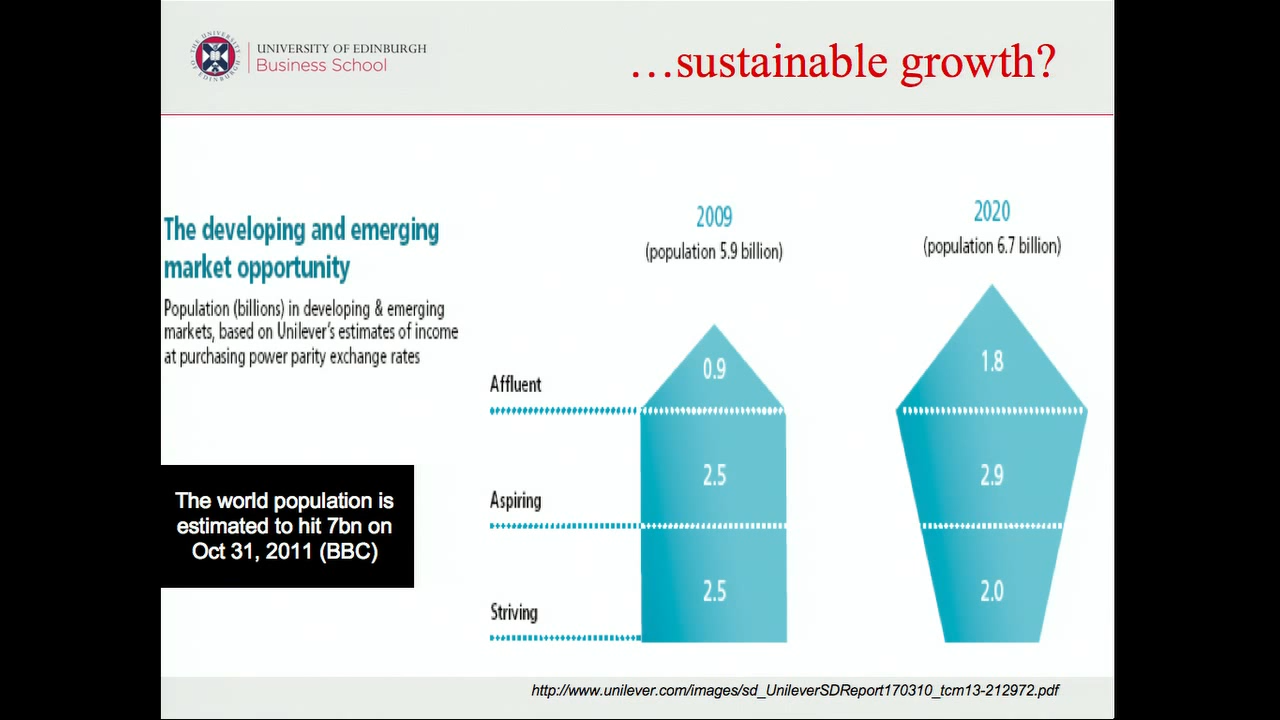 UNIVERSITY OF EDINBURGH
Business School
…sustainable growth?
The developing and emerging
market opportunity
Population (billions) in developing & emerging
markets, based on Unilever's estimates of income
at purchasing power parity exchange rates
2009
(population 5.9 billion)
2020
(population 6.7 billion)
Affluent
0.9
1.8
Aspiring
2.5
2.9
Striving
2.5
2.0
The world population is
estimated to hit 7bn on
Oct 31, 2011 (BBC)
http://www.unilever.com/images/sd_UnileverSDReport170310_tcm13-212972.pdf